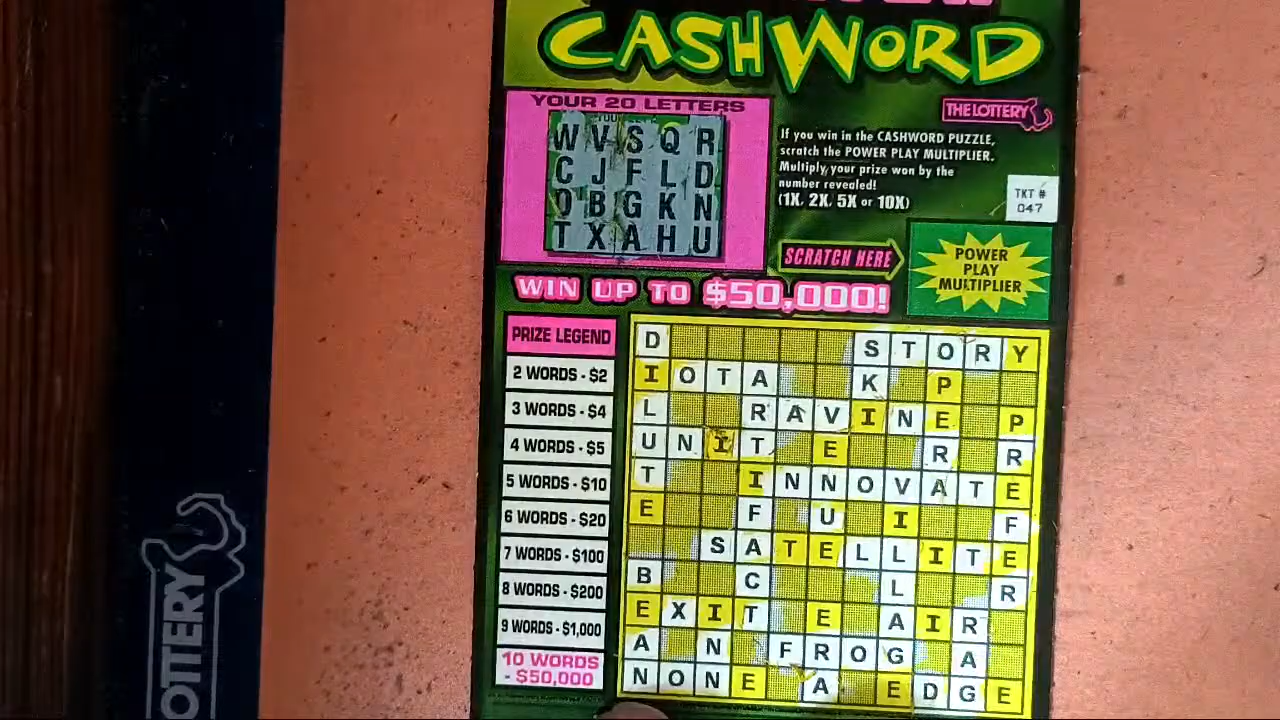 CASHWORD
YOUR 20 LETTERS
W V S Q R
C J F L D
O B G K N
T X A H U
THE LOTTERY
If you win in the CASHWORD PUZZLE,
scratch the POWER PLAY MULTIPLIER.
Multiply your prize won by the
number revealed!
(1X, 2X, 5X or 10X)
TKT #
047
SCRATCH HERE
POWER
PLAY
MULTIPLIER
WIN UP TO $50,000!
PRIZE LEGEND
2 WORDS - $2
3 WORDS - $4
4 WORDS - $5
5 WORDS - $10
6 WORDS - $20
7 WORDS - $100
8 WORDS - $200
9 WORDS - $1,000
10 WORDS
- $50,000
D S T O R Y
I O T A K P
L R A V I N E P
U N I T E R R
T I N N O V A T E
E F U I F
S A T E L L I T E
B C L R
E X I T E A I R
A N F R O G A
N O N E A E D G E
LOTTERY